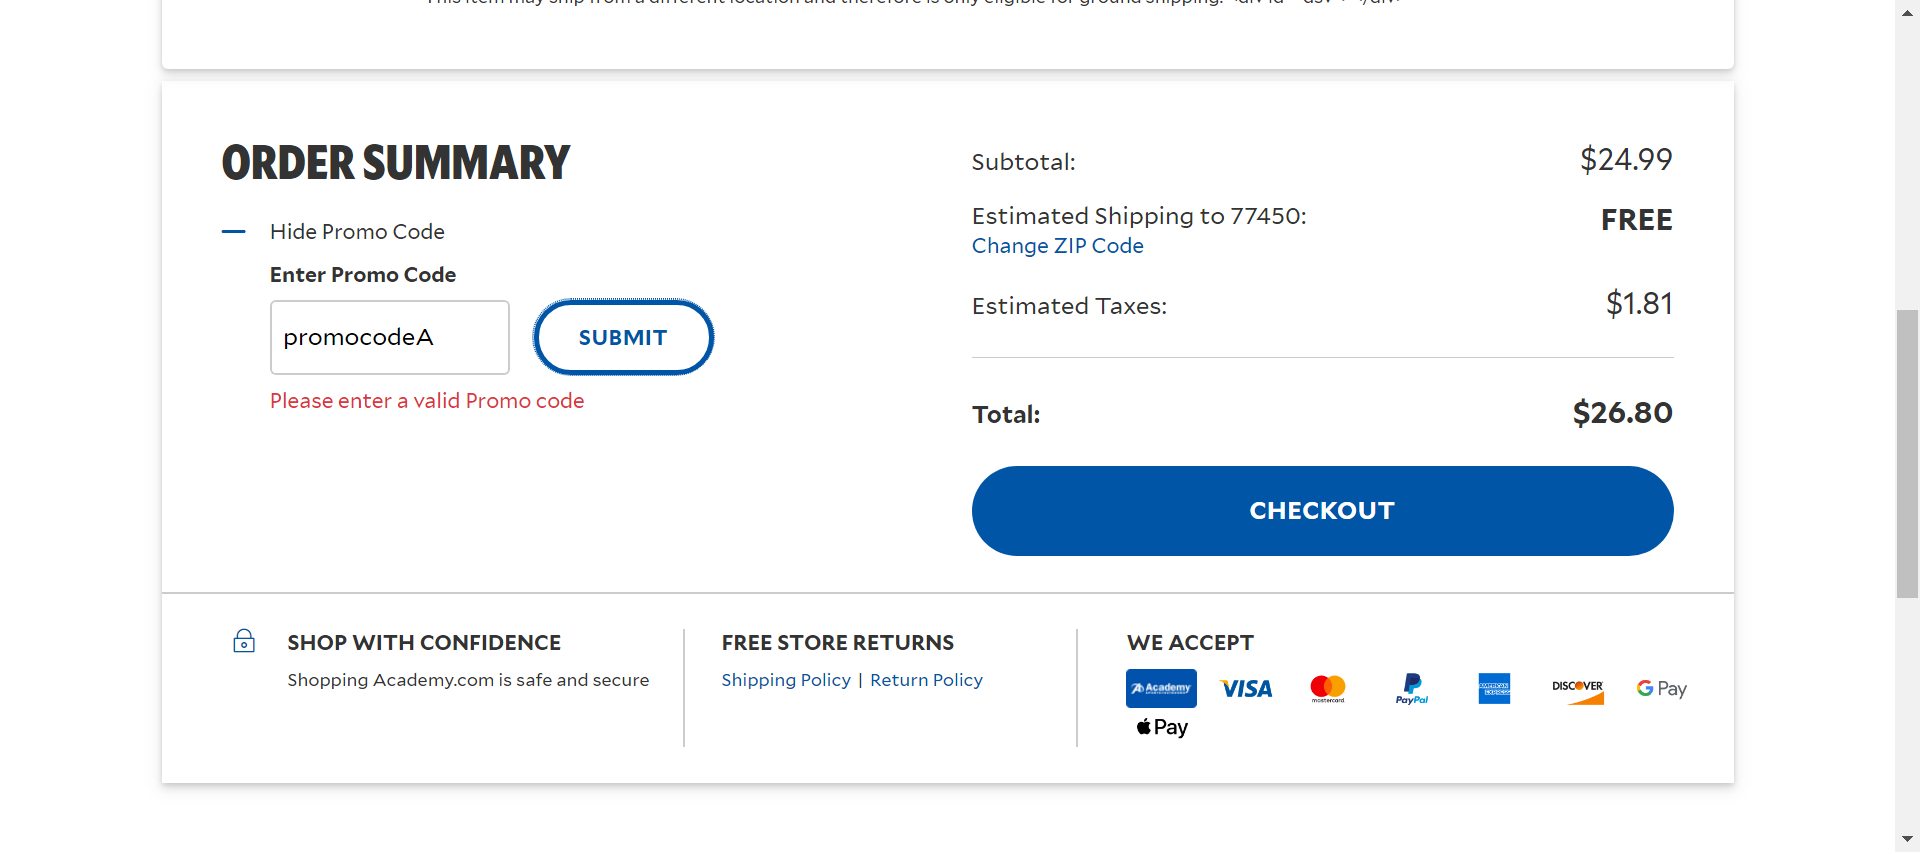 This item may ship from a different location and therefore is only eligible for ground shipping.
ORDER SUMMARY
Hide Promo Code
Enter Promo Code
promocodeA
SUBMIT
Please enter a valid Promo code
Subtotal: $24.99
Estimated Shipping to 77450: FREE
Change ZIP Code
Estimated Taxes: $1.81
Total: $26.80
CHECKOUT
SHOP WITH CONFIDENCE
Shopping Academy.com is safe and secure
FREE STORE RETURNS
Shipping Policy | Return Policy
WE ACCEPT
Academy
VISA
mastercard
PayPal
AMERICAN EXPRESS
DISCOVER
G Pay
Pay